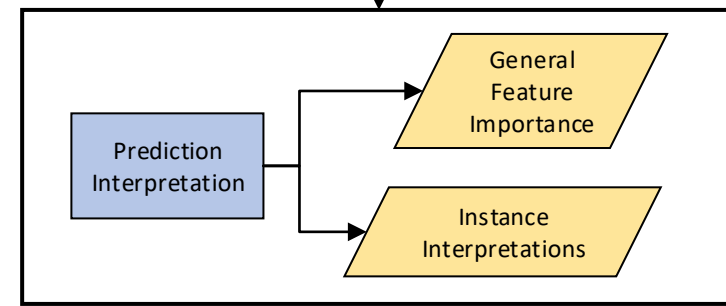 Prediction
Interpretation
General
Feature
Importance
Instance
Interpretations